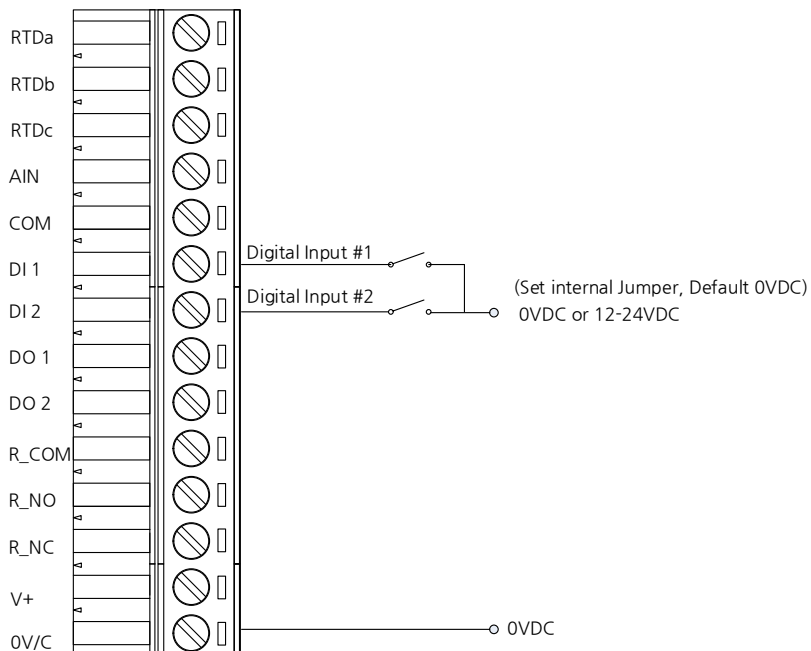 RTDa
RTDb
RTDc
AIN
COM
DI 1
DI 2
DO 1
DO 2
R_COM
R_NO
R_NC
V+
0V/C
Digital Input #1
Digital Input #2
(Set internal Jumper, Default 0VDC)
0VDC or 12-24VDC
0VDC